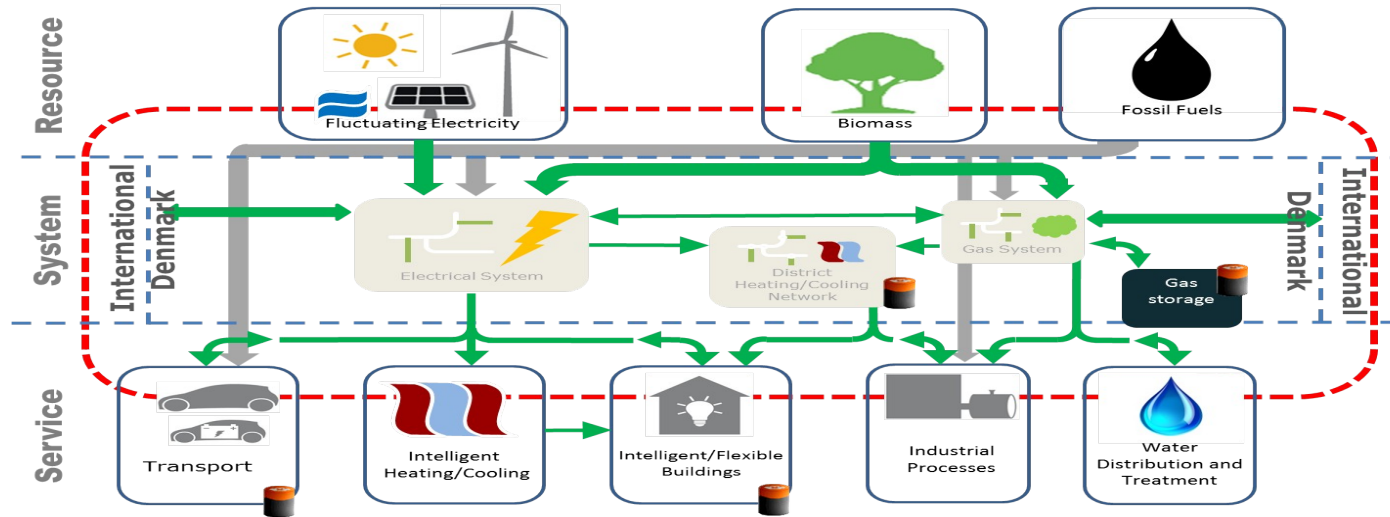 Resource
Fluctuating Electricity
Biomass
Fossil Fuels
System
International
Denmark
Electrical System
District
Heating/Cooling
Network
Gas System
Gas
storage
Denmark
International
Service
Transport
Intelligent
Heating/Cooling
Intelligent/Flexible
Buildings
Industrial
Processes
Water
Distribution and
Treatment